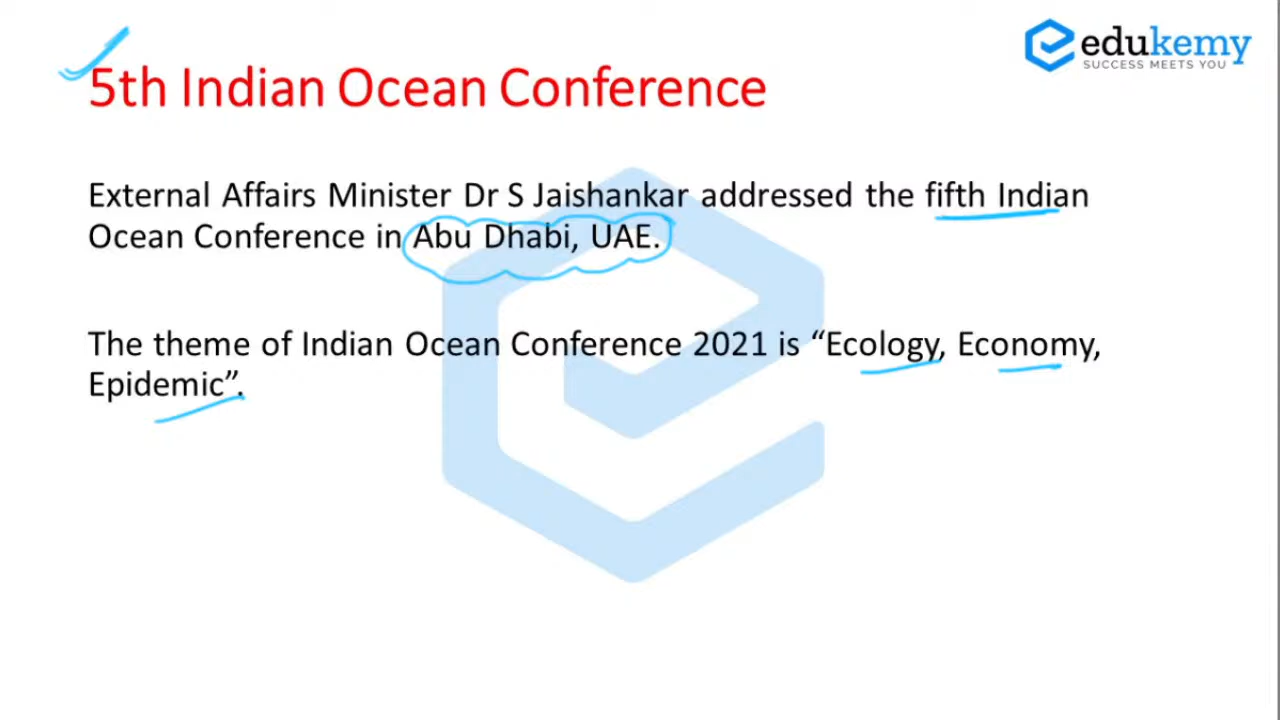 edukemy
SUCCESS MEETS YOU
5th Indian Ocean Conference
External Affairs Minister Dr S Jaishankar addressed the fifth Indian
Ocean Conference in Abu Dhabi, UAE.
The theme of Indian Ocean Conference 2021 is “Ecology, Economy,
Epidemic”.